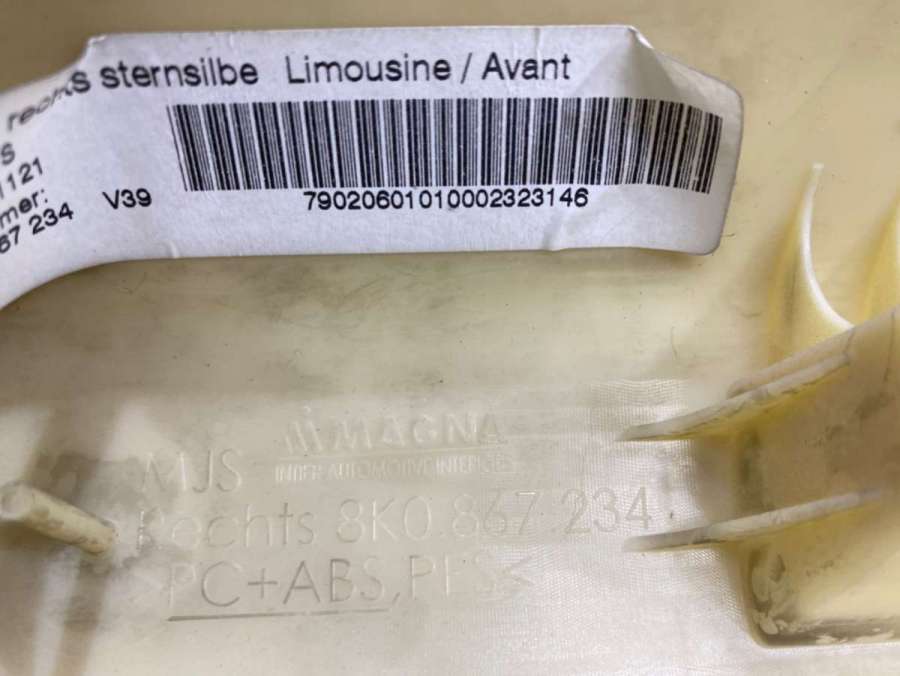 rechts sternsilbe Limousine / Avant
S
1121
mer:
67 234 V39
79020601010002323146
MAGNA
MJS INTIER AUTOMOTIVE INTERIORS
Rechts 8K0.867.234.
>PC+ABS,PES<